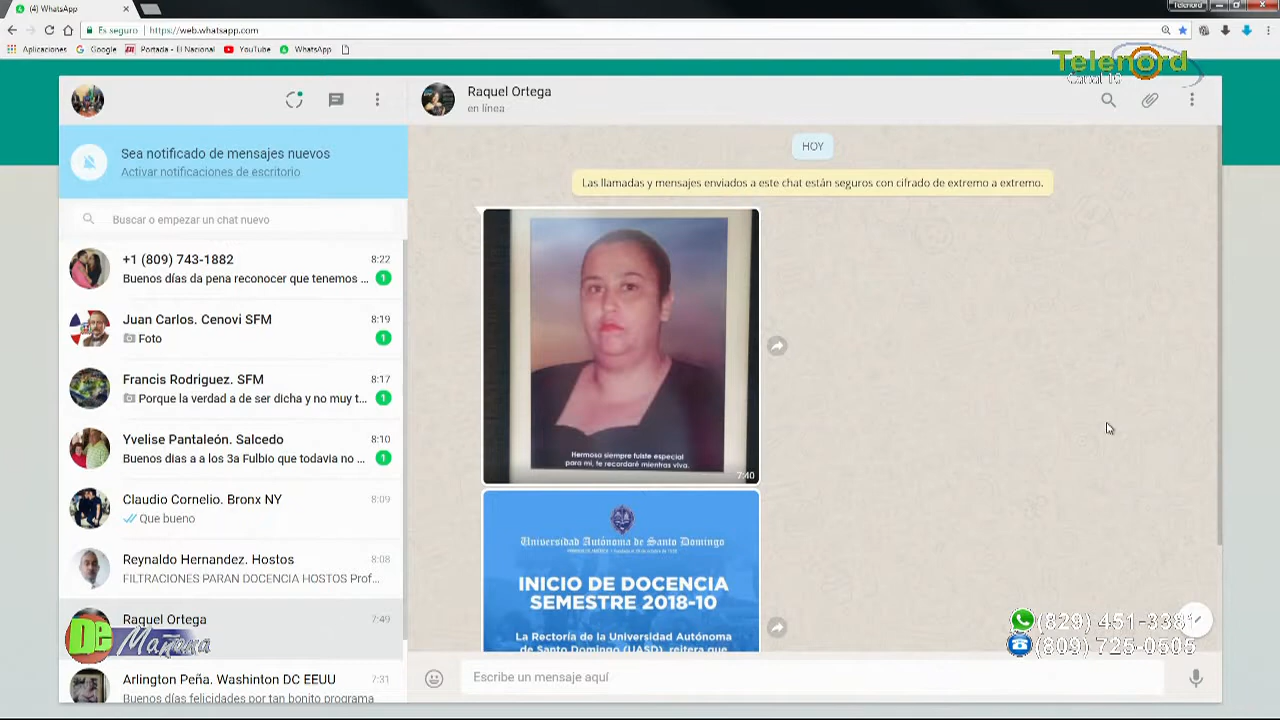 (4) WhatsApp
Telenord
Es seguro
https://web.whatsapp.com
Aplicaciones
Google
Portada - El Nacional
YouTube
WhatsApp
Telenord
Canal 10
Raquel Ortega
en línea
Sea notificado de mensajes nuevos
Activar notificaciones de escritorio
Buscar o empezar un chat nuevo
+1 (809) 743-1882
8:22
Buenos días da pena reconocer que tenemos ...
1
Juan Carlos. Cenovi SFM
8:19
Foto
1
Francis Rodriguez. SFM
8:17
Porque la verdad a de ser dicha y no muy t...
1
Yvelise Pantaleón. Salcedo
8:10
Buenos dias a a los 3a Fulbio que todavia no ...
1
Claudio Cornelio. Bronx NY
8:09
Que bueno
Reynaldo Hernandez. Hostos
8:08
FILTRACIONES PARAN DOCENCIA HOSTOS Prof...
Raquel Ortega
7:49
De Mañana
Arlington Peña. Washinton DC EEUU
7:31
Buenos días felicidades por tan bonito programa
HOY
Las llamadas y mensajes enviados a este chat están seguros con cifrado de extremo a extremo.
Hermosa siempre fuiste especial
para mi, te recordaré mientras viva.
7:40
Universidad Autónoma de Santo Domingo
INICIO DE DOCENCIA
SEMESTRE 2018-10
La Rectoría de la Universidad Autónoma
de Santo Domingo (UASD), reitera que
(829) 451-3381
(809) 725-0505
Escribe un mensaje aquí